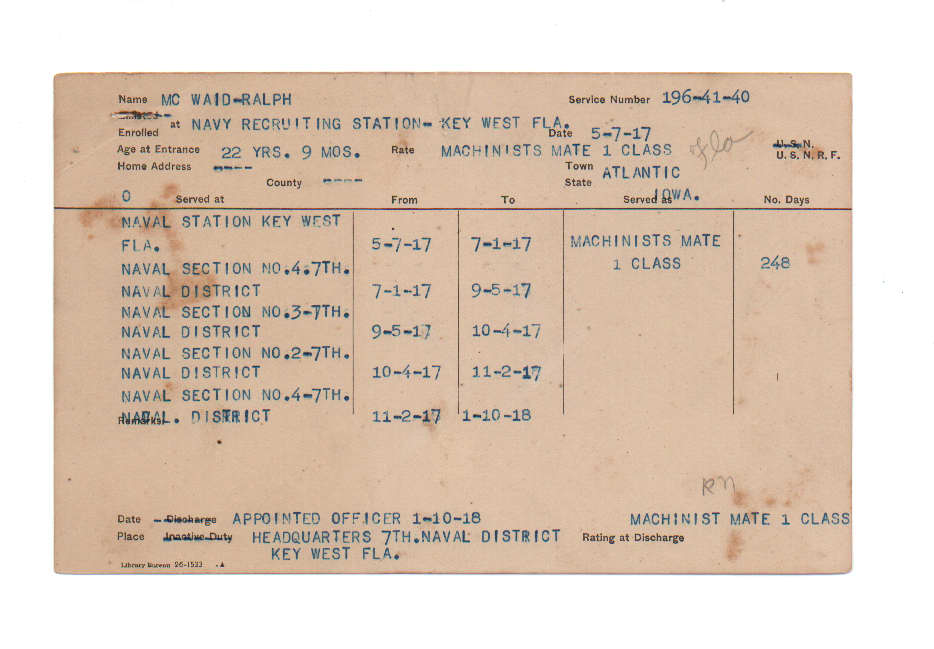 Name MC WAID-RALPH Service Number 196-41-40
Enrolled at NAVY RECRUITING STATION- KEY WEST FLA. Date 5-7-17
Age at Entrance 22 YRS. 9 MOS. Rate MACHINISTS MATE 1 CLASS Fla U.S.N.
U. S. N. R. F.
Home Address ---- Town ATLANTIC
County ---- State IOWA.
0 Served at From To Served as No. Days
NAVAL STATION KEY WEST
FLA. 5-7-17 7-1-17 MACHINISTS MATE
NAVAL SECTION NO.4.7TH. 1 CLASS 248
NAVAL DISTRICT 7-1-17 9-5-17
NAVAL SECTION NO.3-7TH.
NAVAL DISTRICT 9-5-17 10-4-17
NAVAL SECTION NO.2-7TH.
NAVAL DISTRICT 10-4-17 11-2-17
NAVAL SECTION NO.4-7TH.
Remarks: NAVAL. DISTRICT 11-2-17 1-10-18
RM
Date Discharge APPOINTED OFFICER 1-10-18 MACHINIST MATE 1 CLASS
Place Inactive Duty HEADQUARTERS 7TH.NAVAL DISTRICT Rating at Discharge
KEY WEST FLA.
Library Bureau 26-1523 .A